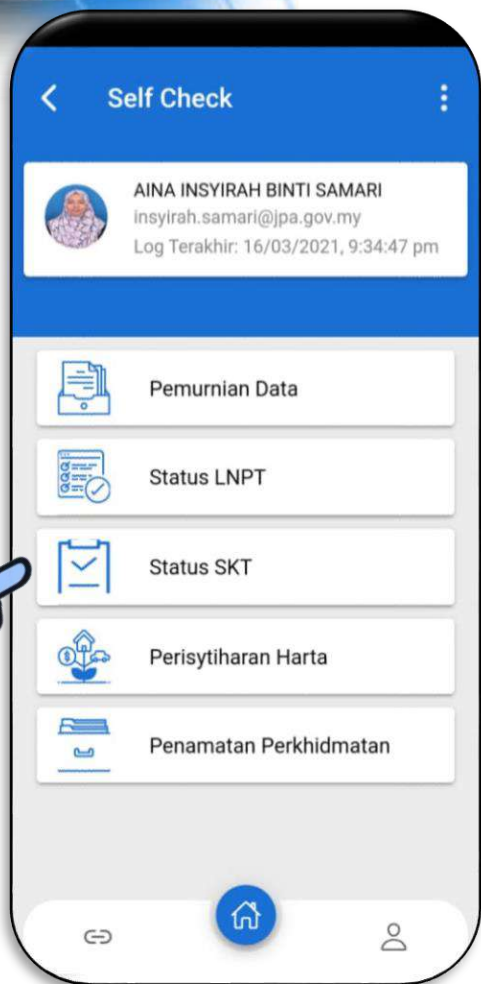 Self Check
AINA INSYIRAH BINTI SAMARI
insyirah.samari@jpa.gov.my
Log Terakhir: 16/03/2021, 9:34:47 pm
Pemurnian Data
Status LNPT
Status SKT
Perisytiharan Harta
Penamatan Perkhidmatan